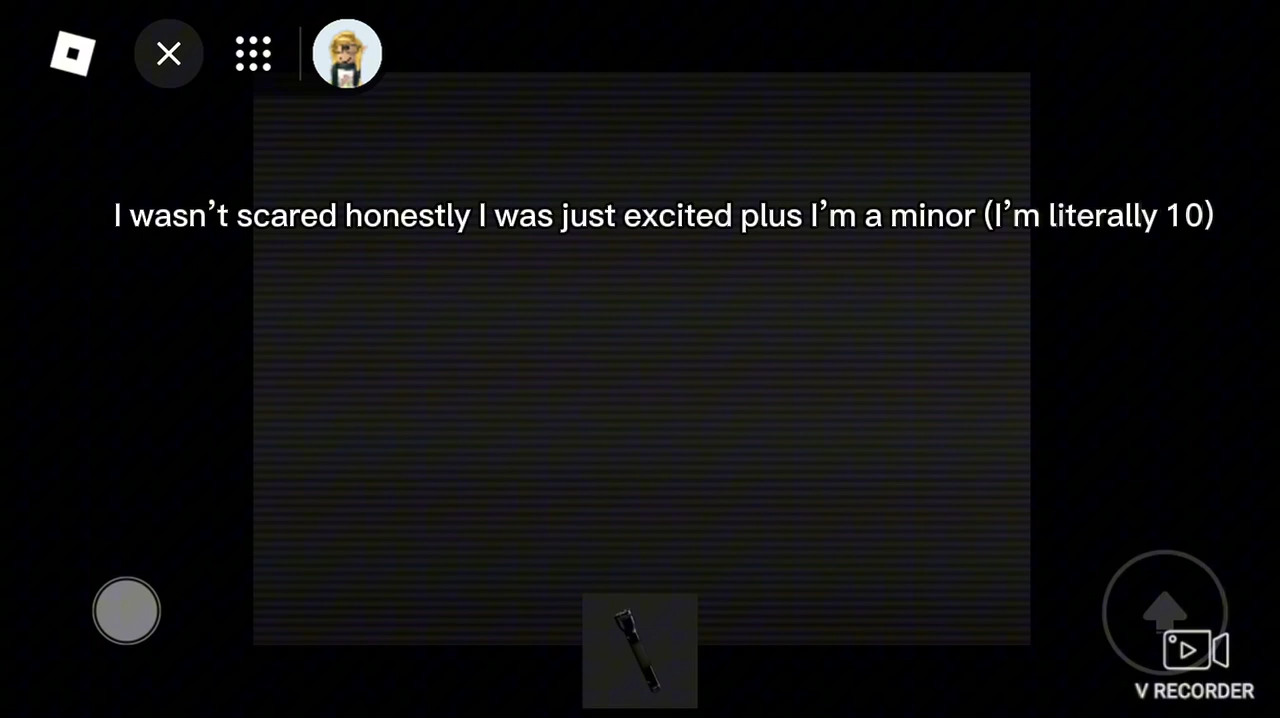 I wasn’t scared honestly I was just excited plus I’m a minor (I’m literally 10)
V RECORDER